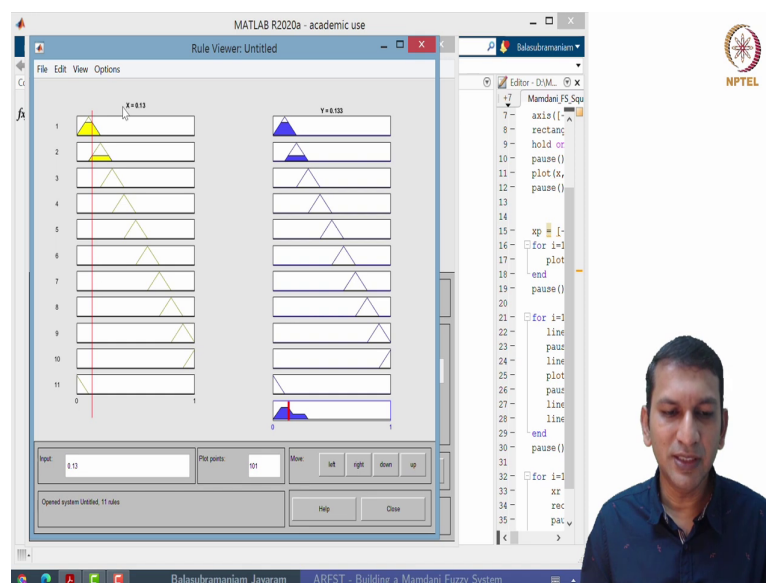 MATLAB R2020a - academic use
Rule Viewer: Untitled
Balasubramaniam
NPTEL
File Edit View Options
Editor - D:\M...
+7 Mamdani_FS_Squ
X = 0.13
Y = 0.133
1
2
3
4
5
6
7
8
9
10
11
0 1
0 1
Input: 0.13
Plot points: 101
Move: left right down up
Opened system Untitled, 11 rules
Help Close
7 axis([-
8 rectang
9 hold on
10 pause()
11 plot(x,
12 pause()
13
14
15 xp = [-
16 for i=1
17 plot
18 end
19 pause()
20
21 for i=1
22 line
23 paus
24 line
25 plot
26 paus
27 line
28 line
29 end
30 pause()
31
32 for i=1
33 xr
34 rec
35 pau
Balasubramaniam Jayaram AFEST - Building a Mamdani Fuzzy System